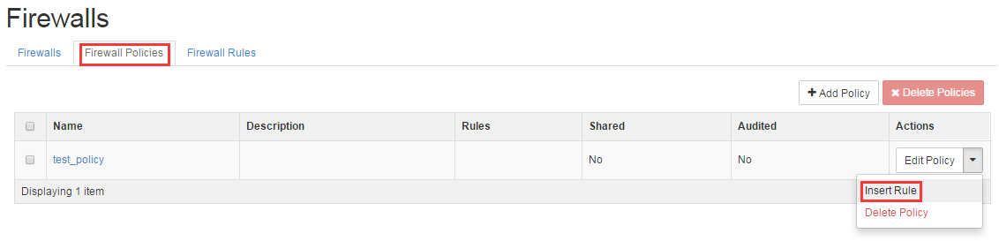 Firewalls
Firewalls Firewall Policies Firewall Rules
Add Policy Delete Policies
Name Description Rules Shared Audited Actions
test_policy No No Edit Policy
Displaying 1 item
Insert Rule
Delete Policy